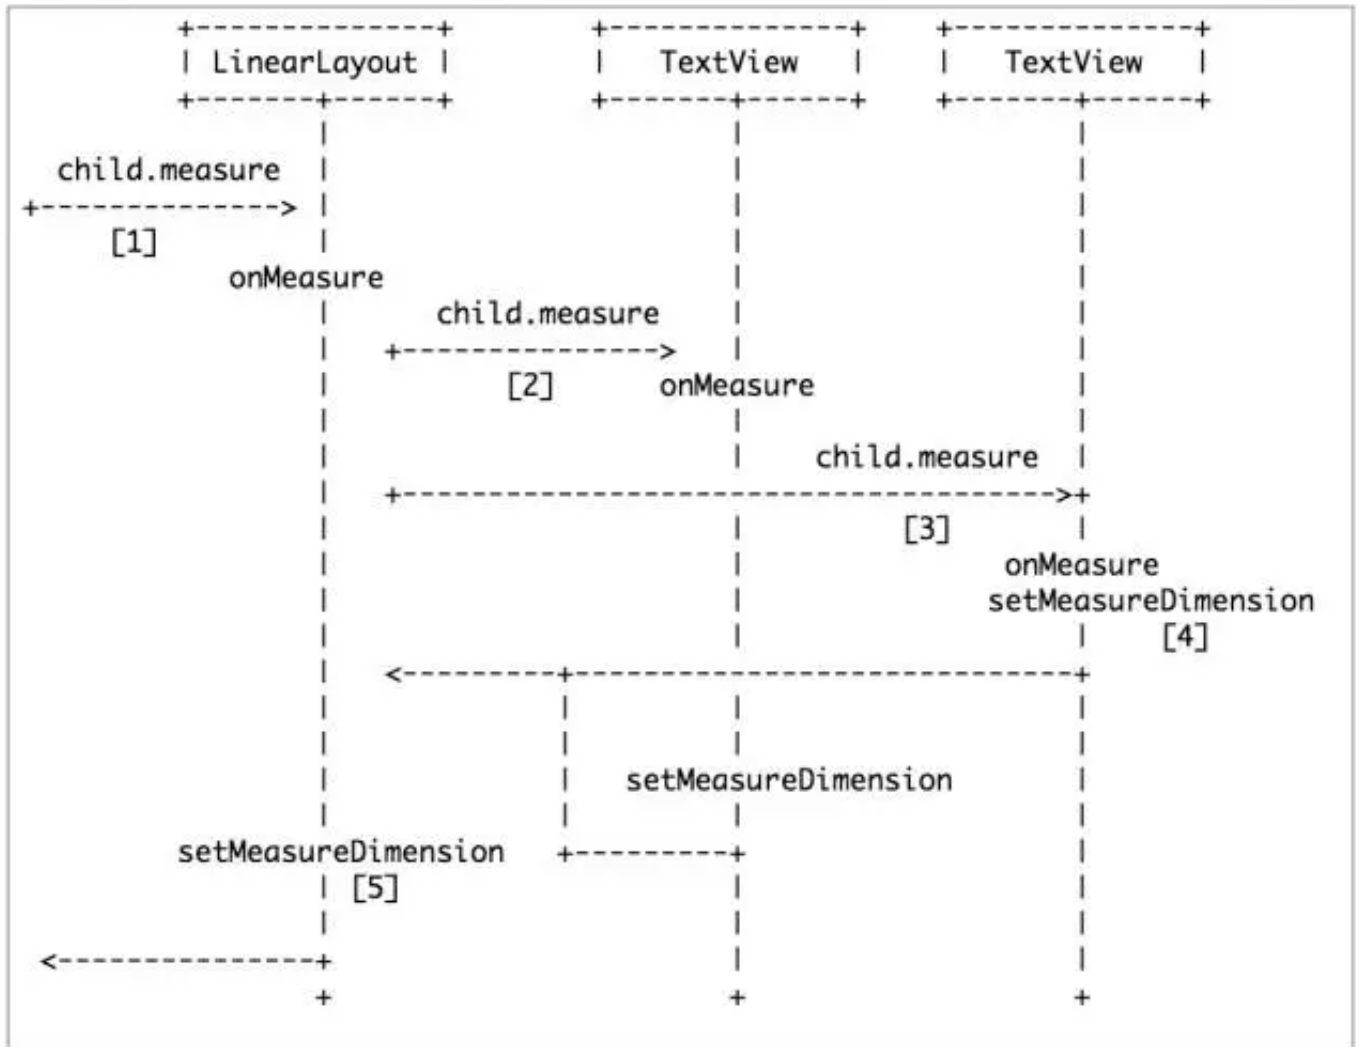 LinearLayout TextView TextView
child.measure
[1]
onMeasure
child.measure
[2] onMeasure
child.measure
[3]
onMeasure
setMeasureDimension
[4]
setMeasureDimension
setMeasureDimension
[5]